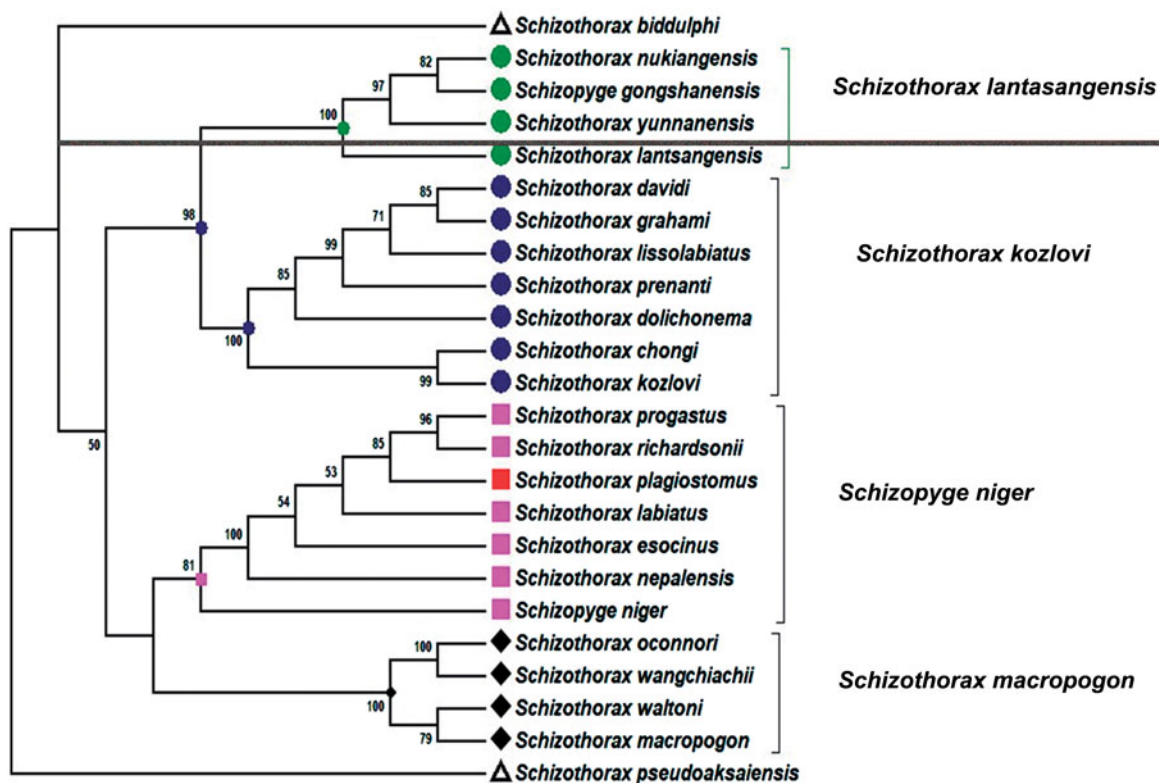 Schizothorax biddulphi
Schizothorax nukiangensis
82
Schizopyge gongshanensis
97
Schizothorax lantasangensis
Schizothorax yunnanensis
100
Schizothorax lantsangensis
Schizothorax davidi
85
Schizothorax grahami
71
98
Schizothorax lissolabiatus
Schizothorax kozlovi
99
Schizothorax prenanti
85
Schizothorax dolichonema
100
Schizothorax chongi
Schizothorax kozlovi
99
Schizothorax progastus
96
50
Schizothorax richardsonii
85
Schizothorax plagiostomus
53
Schizopyge niger
Schizothorax labiatus
54
Schizothorax esocinus
100
Schizothorax nepalensis
81
Schizopyge niger
Schizothorax oconnori
100
Schizothorax wangchiachii
Schizothorax macropogon
100
Schizothorax waltoni
Schizothorax macropogon
79
Schizothorax pseudoaksaiensis